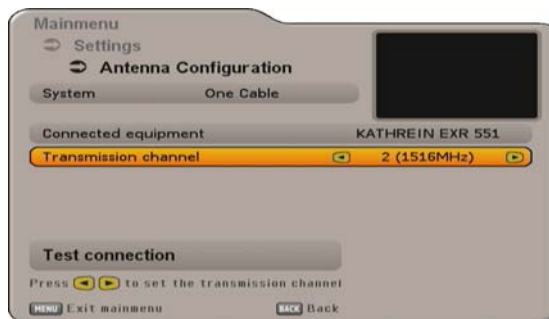 Mainmenu
Settings
Antenna Configuration
System One Cable
Connected equipment KATHREIN EXR 551
Transmission channel 2 (1516MHz)
Test connection
Press to set the transmission channel
MENU Exit mainmenu BACK Back